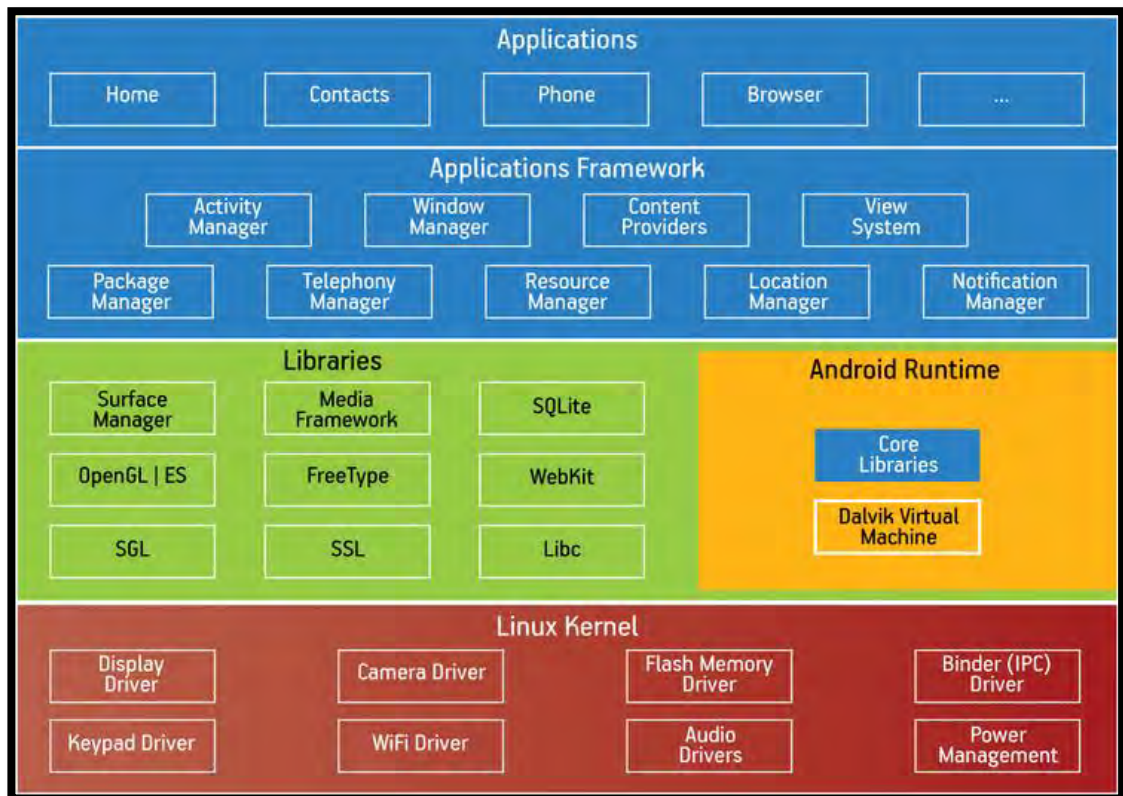 Applications
Home
Contacts
Phone
Browser
...
Applications Framework
Activity
Manager
Window
Manager
Content
Providers
View
System
Package
Manager
Telephony
Manager
Resource
Manager
Location
Manager
Notification
Manager
Libraries
Surface
Manager
Media
Framework
SQLite
OpenGL | ES
FreeType
WebKit
SGL
SSL
Libc
Android Runtime
Core
Libraries
Dalvik Virtual
Machine
Linux Kernel
Display
Driver
Camera Driver
Flash Memory
Driver
Binder (IPC)
Driver
Keypad Driver
WiFi Driver
Audio
Drivers
Power
Management